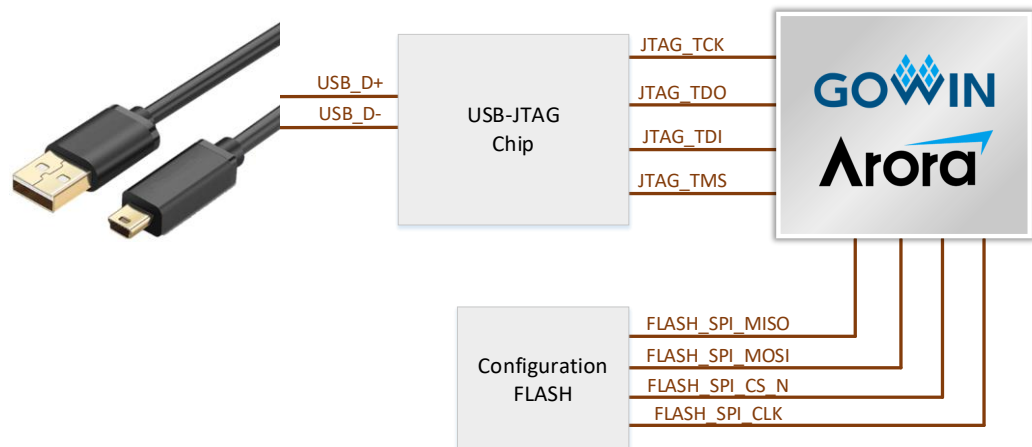 USB_D+
USB_D-
USB-JTAG
Chip
JTAG_TCK
JTAG_TDO
JTAG_TDI
JTAG_TMS
GOWIN
Arora
Configuration
FLASH
FLASH_SPI_MISO
FLASH_SPI_MOSI
FLASH_SPI_CS_N
FLASH_SPI_CLK